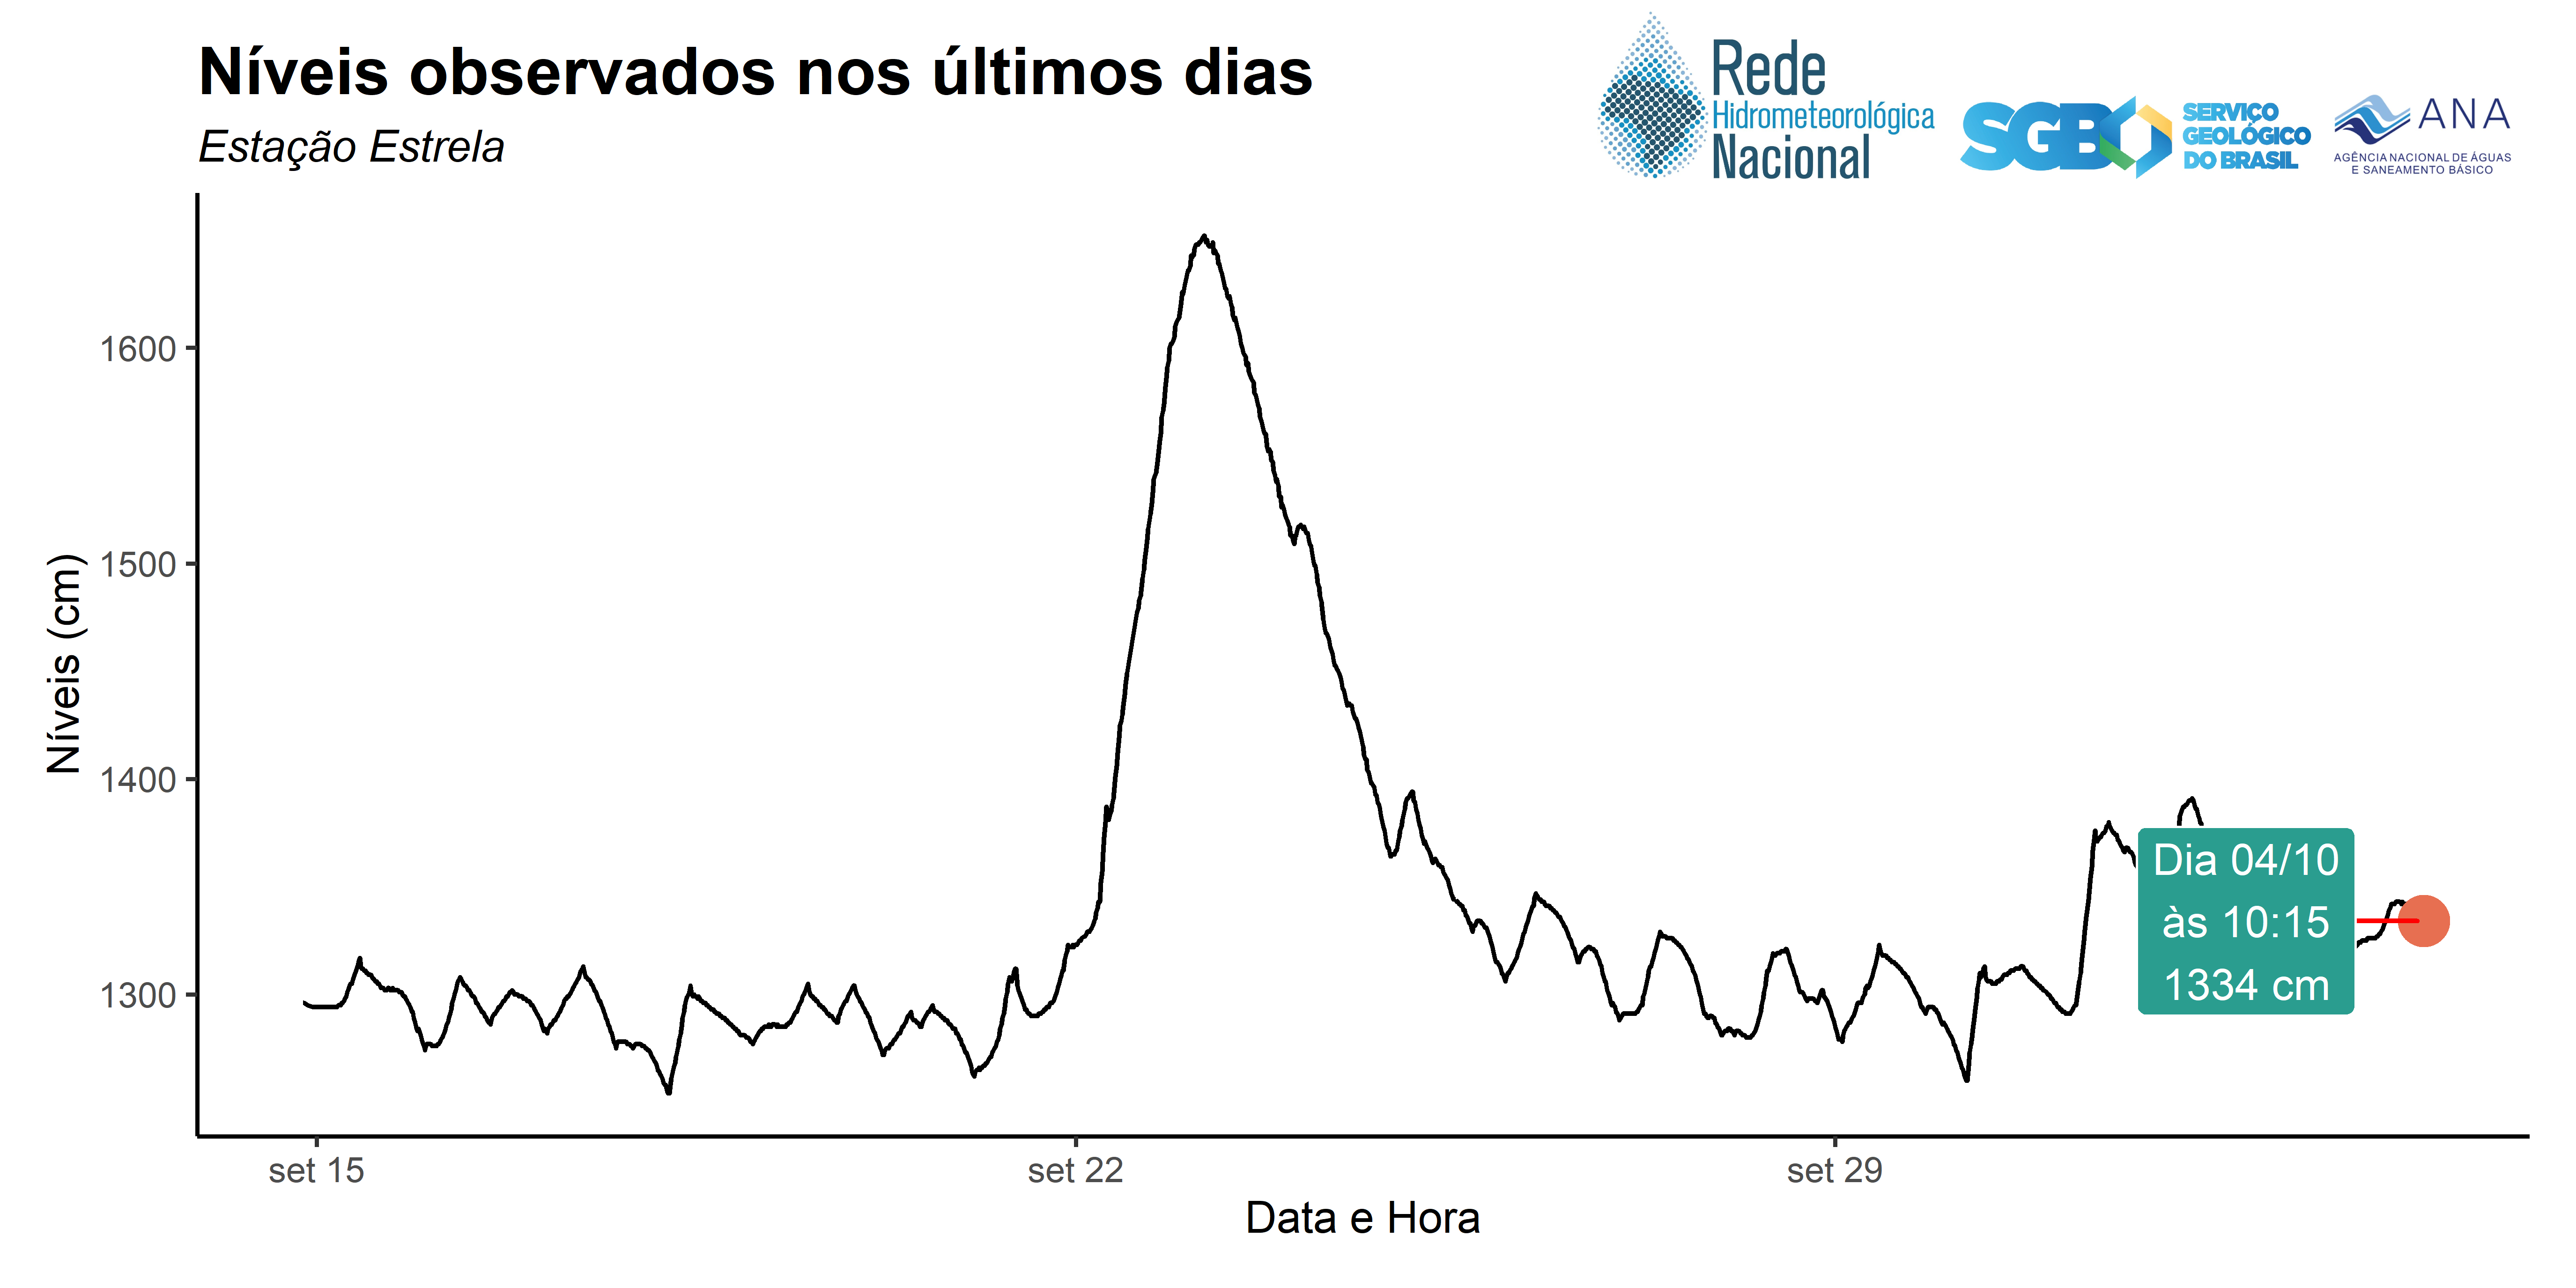 Níveis observados nos últimos dias
Estação Estrela
Rede
Hidrometeorológica
Nacional
SGB
SERVIÇO
GEOLÓGICO
DO BRASIL
ANA
AGÊNCIA NACIONAL DE ÁGUAS
E SANEAMENTO BÁSICO
Níveis (cm)
1600
1500
1400
1300
Dia 04/10
às 10:15
1334 cm
set 15
set 22
set 29
Data e Hora